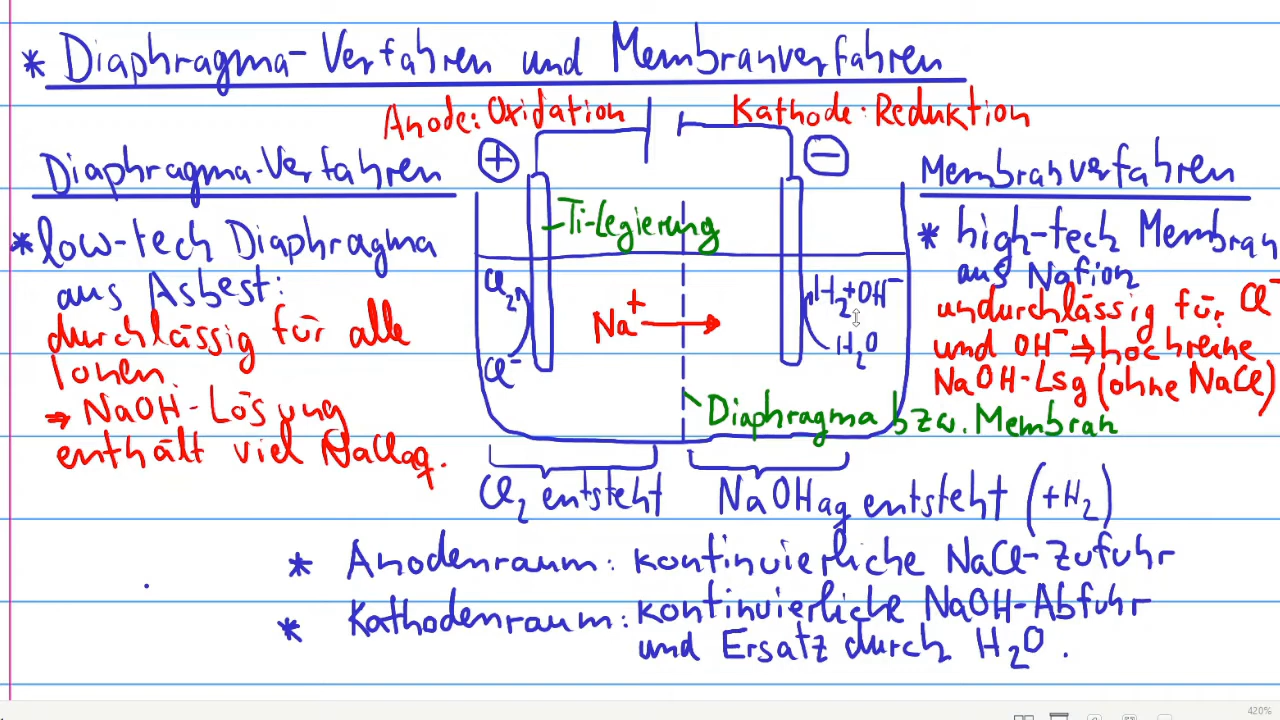 * Diaphragma-Verfahren und Membranverfahren
Anode: Oxidation
Kathode: Reduktion
+
−
Diaphragma-Verfahren
* low-tech Diaphragma
aus Asbest:
durchlässig für alle
Ionen.
⇒ NaOH-Lösung
enthält viel NaClaq.
Ti-Legierung
Cl₂
Cl⁻
Na⁺
H₂+OH⁻
H₂O
Diaphragma bzw. Membran
Membranverfahren
* high-tech Membran
aus Nafion
undurchlässig für Cl⁻
und OH⁻ ⇒ hochreine
NaOH-Lsg (ohne NaCl)
Cl₂ entsteht
NaOHaq entsteht (+H₂)
* Anodenraum: kontinuierliche NaCl-Zufuhr
* Kathodenraum: kontinuierliche NaOH-Abfuhr
und Ersatz durch H₂O.
420%